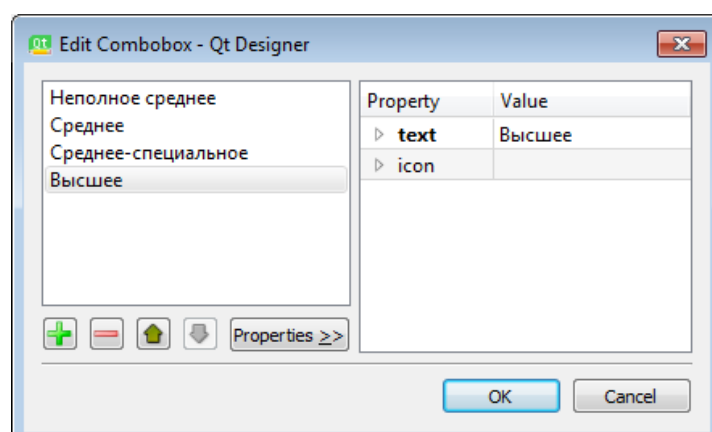 Edit Combobox - Qt Designer
Неполное среднее
Среднее
Среднее-специальное
Высшее
Property Value
text Высшее
icon
Properties >>
OK Cancel